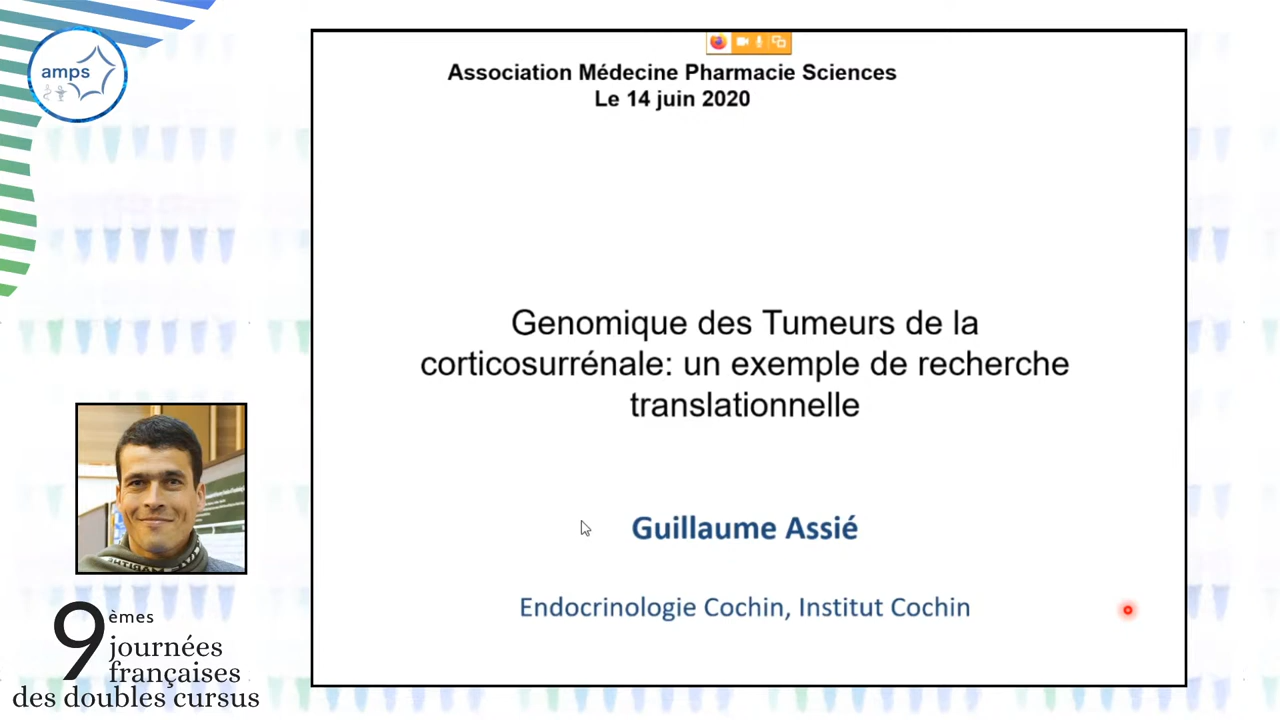 amps
Association Médecine Pharmacie Sciences
Le 14 juin 2020
Genomique des Tumeurs de la
corticosurrénale: un exemple de recherche
translationnelle
Guillaume Assié
Endocrinologie Cochin, Institut Cochin
9èmes
journées
françaises
des doubles cursus